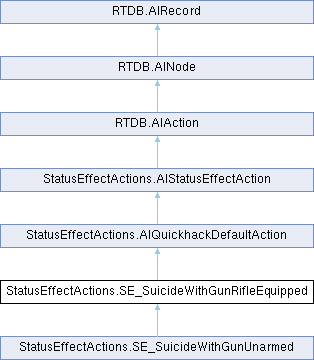 RTDB.AIRecord
RTDB.AINode
RTDB.AIAction
StatusEffectActions.AIStatusEffectAction
StatusEffectActions.AIQuickhackDefaultAction
StatusEffectActions.SE_SuicideWithGunRifleEquipped
StatusEffectActions.SE_SuicideWithGunUnarmed